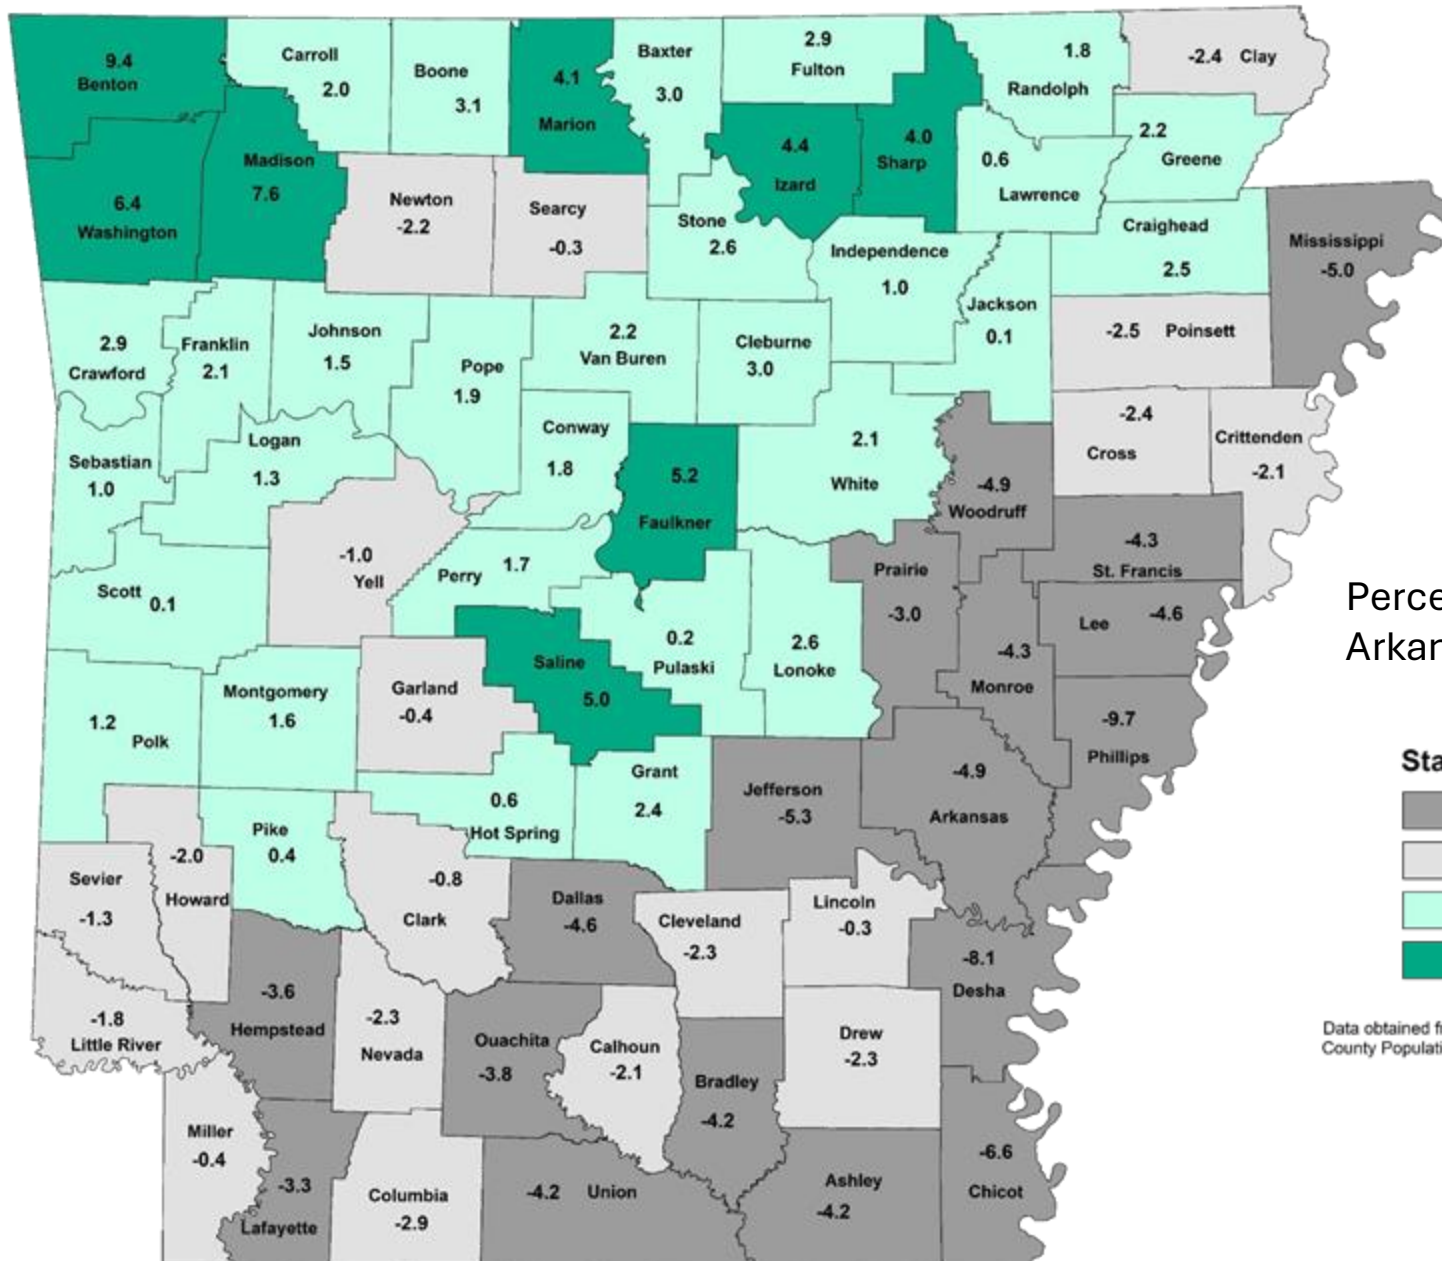 9.4
Benton
Carroll
2.0
Boone
3.1
4.1
Marion
Baxter
3.0
2.9
Fulton
1.8
Randolph
-2.4 Clay
6.4
Washington
Madison
7.6
Newton
-2.2
Searcy
-0.3
Stone
2.6
4.4
Izard
4.0
Sharp
0.6
Lawrence
2.2
Greene
Independence
1.0
Jackson
0.1
Craighead
2.5
Mississippi
-5.0
2.9
Crawford
Franklin
2.1
Johnson
1.5
Pope
1.9
2.2
Van Buren
Cleburne
3.0
-2.5 Poinsett
Sebastian
1.0
Logan
1.3
Conway
1.8
5.2
Faulkner
2.1
White
-4.9
Woodruff
-2.4
Cross
Crittenden
-2.1
Scott 0.1
-1.0
Yell
Perry 1.7
0.2
Pulaski
2.6
Lonoke
Prairie
-3.0
-4.3
Monroe
-4.3
St. Francis
Lee -4.6
Perce
Arkar
1.2
Polk
Montgomery
1.6
Garland
-0.4
Saline
5.0
Grant
2.4
Jefferson
-5.3
-4.9
Arkansas
-9.7
Phillips
Sta
Sevier
-1.3
-2.0
Howard
Pike
0.4
0.6
Hot Spring
-0.8
Clark
Dallas
-4.6
Cleveland
-2.3
Lincoln
-0.3
-8.1
Desha
-1.8
Little River
-3.6
Hempstead
-2.3
Nevada
Ouachita
-3.8
Calhoun
-2.1
Bradley
-4.2
Drew
-2.3
Data obtained f
County Populati
Miller
-0.4
-3.3
Lafayette
Columbia
-2.9
-4.2 Union
Ashley
-4.2
-6.6
Chicot